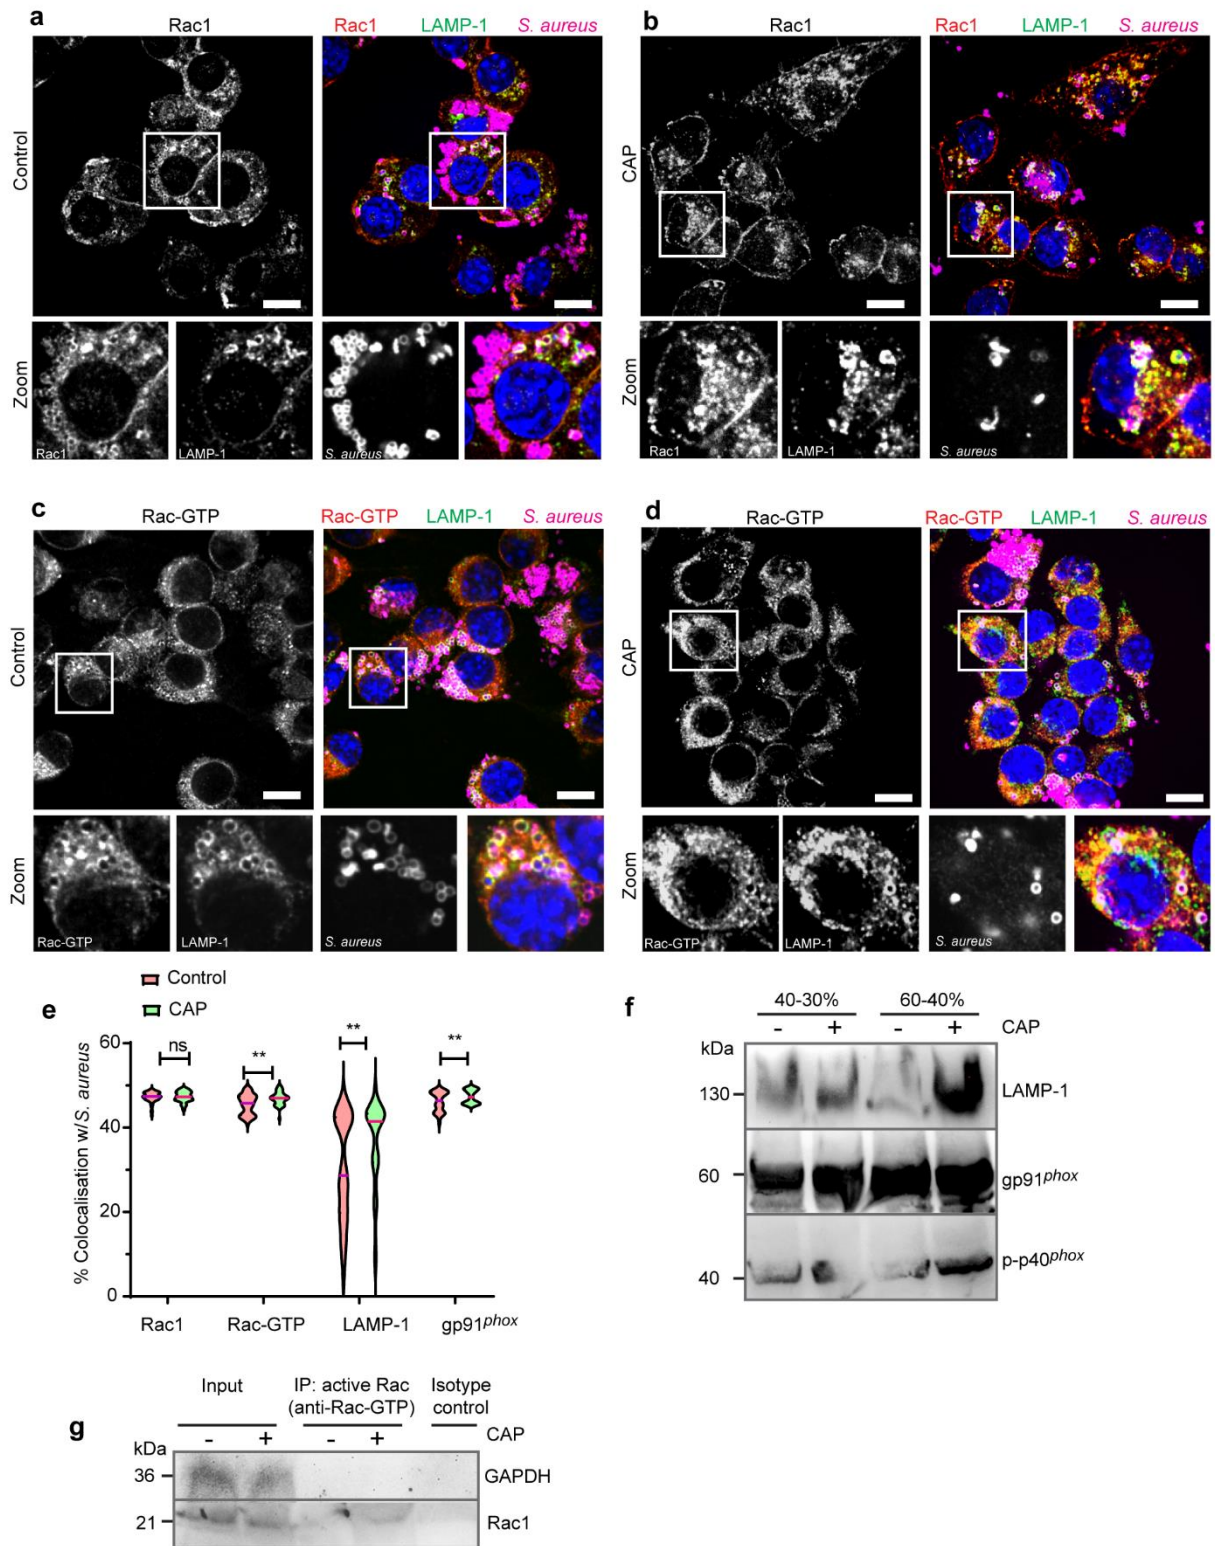 a
Rac1
Rac1 LAMP-1 S. aureus
Control
Zoom
Rac1
LAMP-1
S. aureus
b
Rac1
Rac1 LAMP-1 S. aureus
CAP
Zoom
Rac1
LAMP-1
S. aureus
c
Rac-GTP
Rac-GTP LAMP-1 S. aureus
Control
Zoom
Rac-GTP
LAMP-1
S. aureus
d
Rac-GTP
Rac-GTP LAMP-1 S. aureus
CAP
Zoom
Rac-GTP
LAMP-1
S. aureus
e
Control
CAP
% Colocalisation w/ S. aureus
60
40
20
0
ns
**
**
**
Rac1 Rac-GTP LAMP-1 gp91phox
f
40-30% 60-40%
- + - + CAP
kDa
130 LAMP-1
60 gp91phox
40 p-p40phox
g
Input
IP: active Rac
(anti-Rac-GTP)
Isotype
control
- + - + CAP
kDa
36 GAPDH
21 Rac1